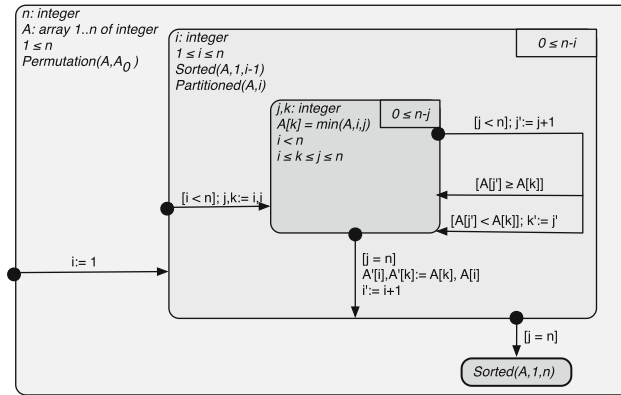 n: integer
A: array 1..n of integer
1 ≤ n
Permutation(A,A0 )
i: integer
1 ≤ i ≤ n
Sorted(A,1,i-1)
Partitioned(A,i)
0 ≤ n-i
j,k: integer
A[k] = min(A,i,j)
i < n
i ≤ k ≤ j ≤ n
0 ≤ n-j
[j < n]; j':= j+1
[A[j'] ≥ A[k]]
[A[j'] < A[k]]; k':= j'
[i < n]; j,k:= i,i
[j = n]
A'[i],A'[k]:= A[k], A[i]
i':= i+1
i:= 1
[j = n]
Sorted(A,1,n)